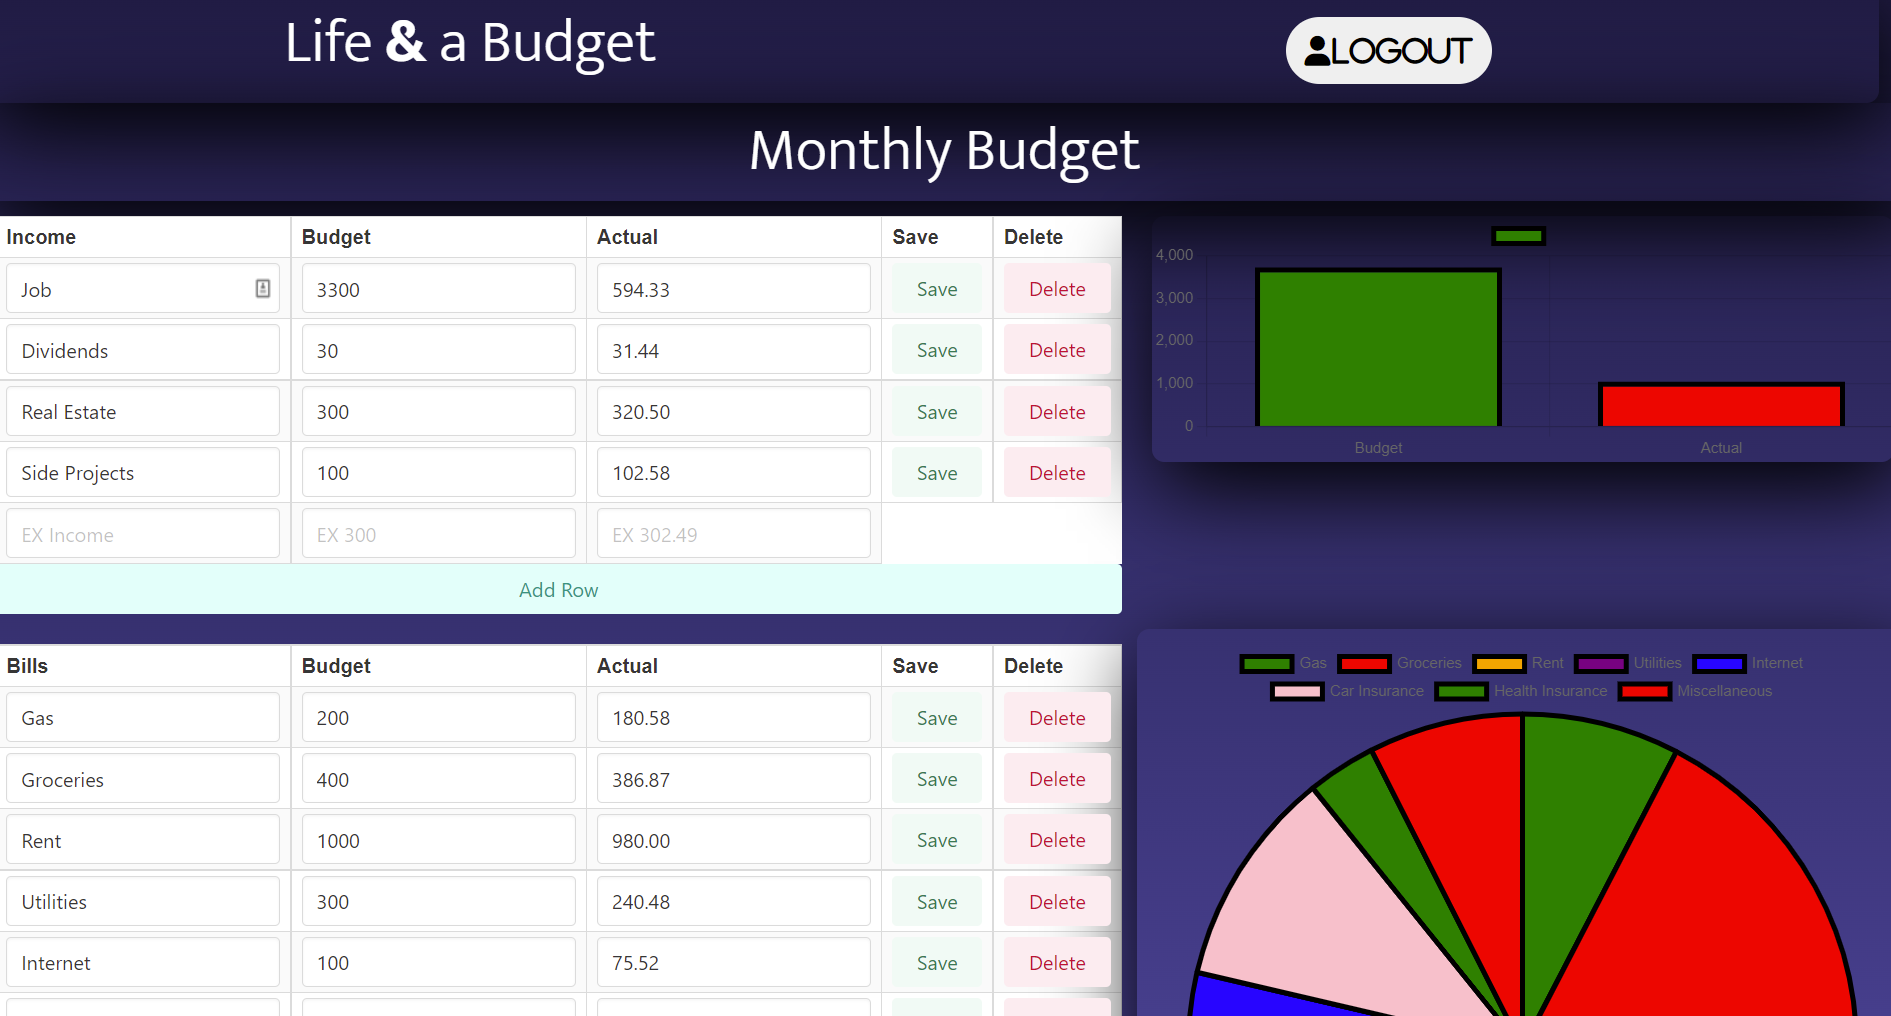 Life & a Budget
LOGOUT
Monthly Budget
Income Budget Actual Save Delete
Job 3300 594.33 Save Delete
Dividends 30 31.44 Save Delete
Real Estate 300 320.50 Save Delete
Side Projects 100 102.58 Save Delete
EX Income EX 300 EX 302.49
Add Row
4,000
3,000
2,000
1,000
0
Budget Actual
Bills Budget Actual Save Delete
Gas 200 180.58 Save Delete
Groceries 400 386.87 Save Delete
Rent 1000 980.00 Save Delete
Utilities 300 240.48 Save Delete
Internet 100 75.52 Save Delete
Gas Groceries Rent Utilities Internet
Car Insurance Health Insurance Miscellaneous